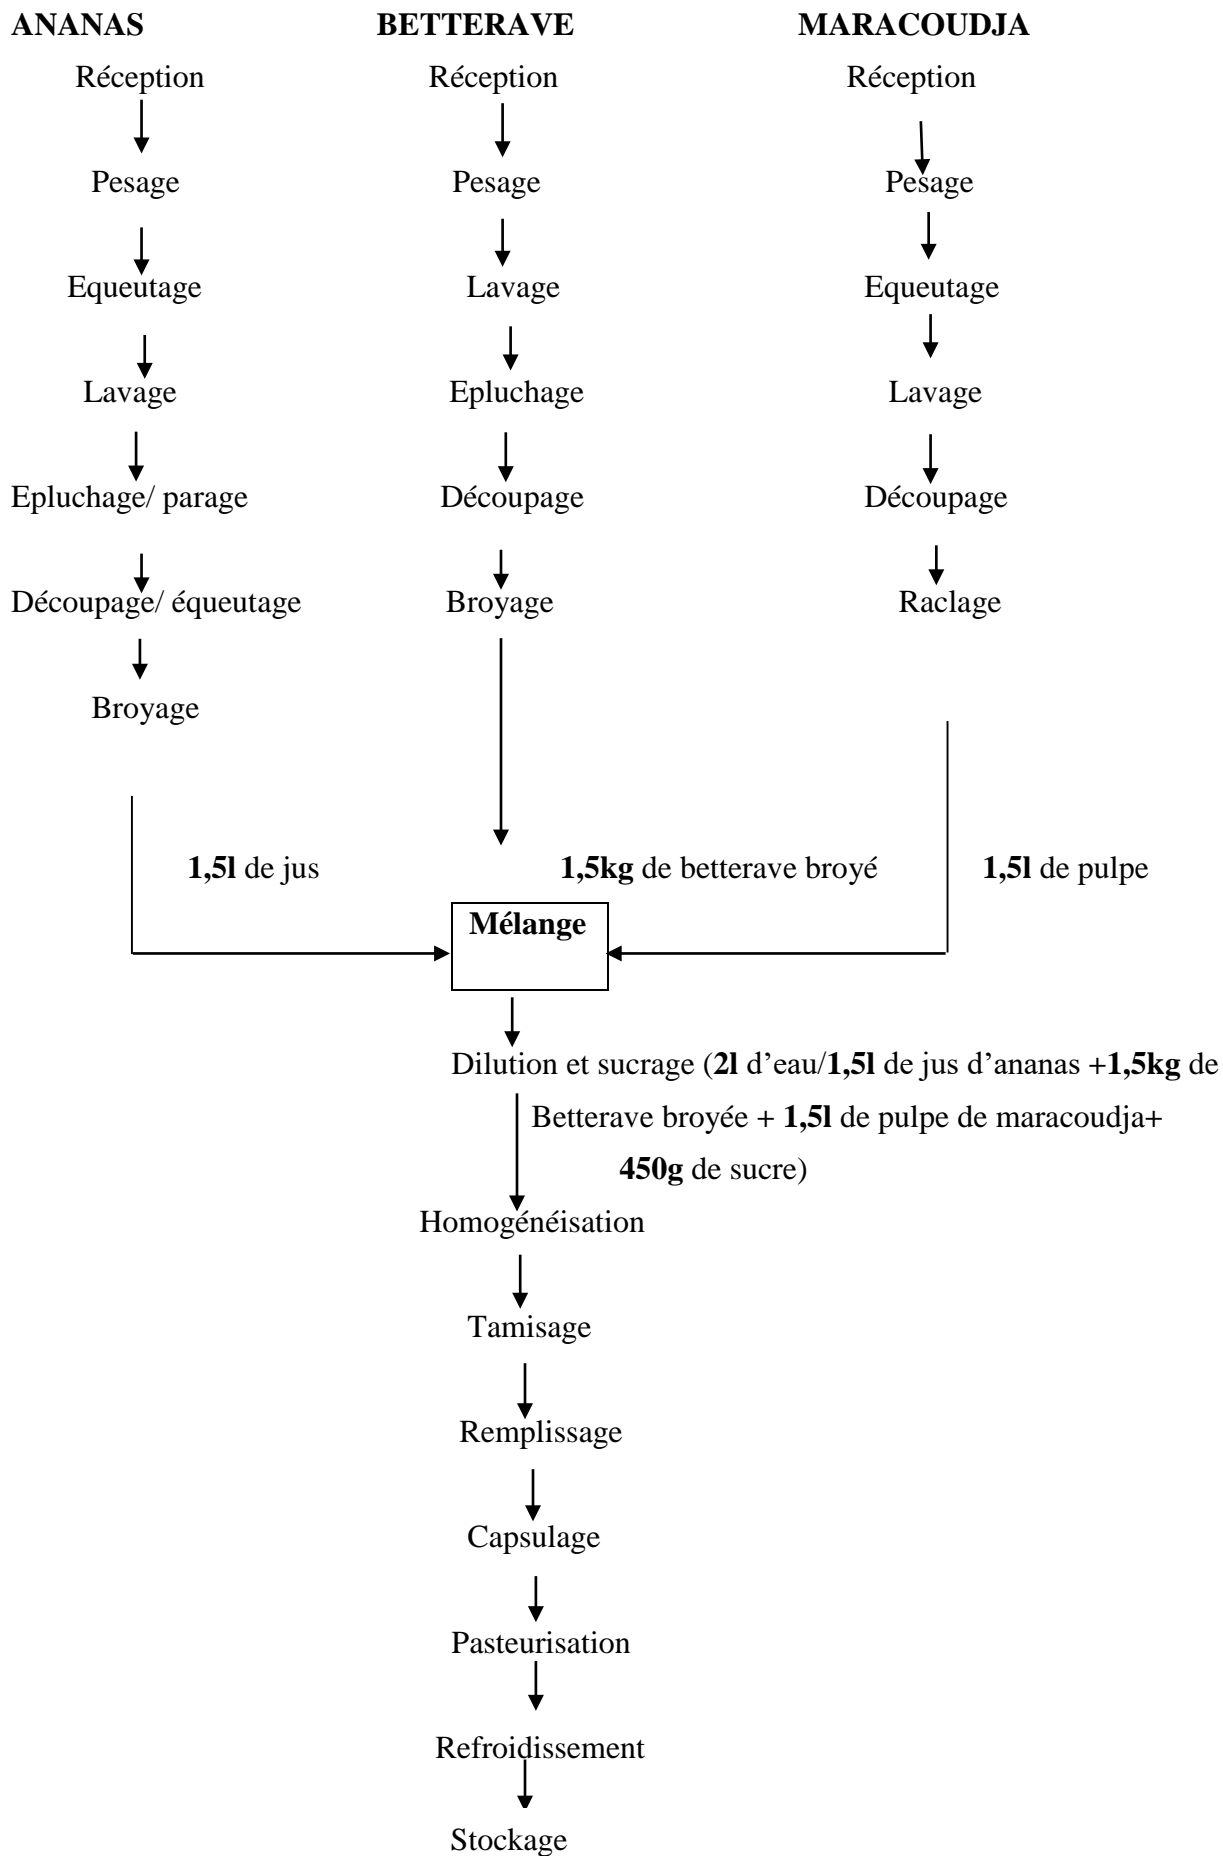 ANANAS BETTERAVE MARACOUDJA
Réception Réception Réception
Pesage Pesage Pesage
Equeutage Lavage Equeutage
Lavage Epluchage Lavage
Epluchage/ parage Découpage Découpage
Découpage/ équeutage Broyage Raclage
Broyage
1,5l de jus 1,5kg de betterave broyé 1,5l de pulpe
Mélange
Dilution et sucrage (2l d’eau/1,5l de jus d’ananas +1,5kg de
Betterave broyée + 1,5l de pulpe de maracoudja+
450g de sucre)
Homogénéisation
Tamisage
Remplissage
Capsulage
Pasteurisation
Refroidissement
Stockage